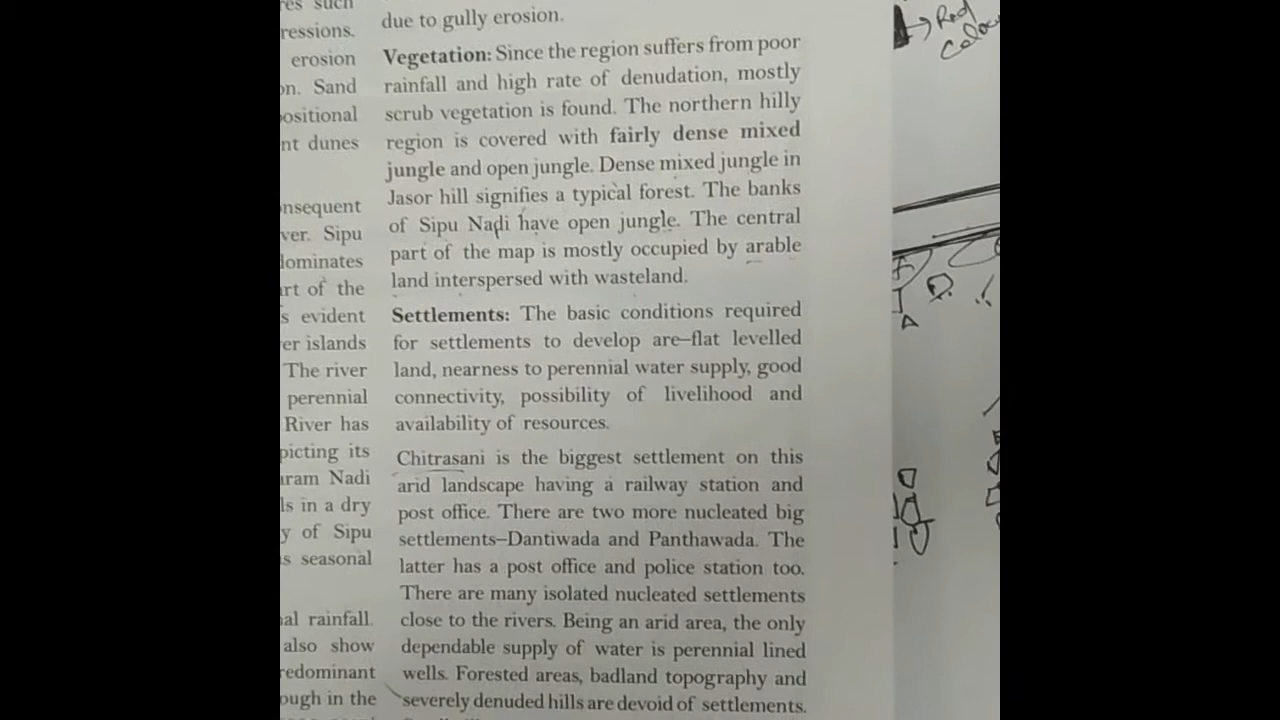 res such
ressions.
erosion
on. Sand
ositional
nt dunes
nsequent
ver. Sipu
dominates
art of the
s evident
er islands
The river
perennial
River has
picting its
aram Nadi
ls in a dry
y of Sipu
s seasonal
al rainfall.
also show
redominant
ough in the
due to gully erosion.
Vegetation: Since the region suffers from poor
rainfall and high rate of denudation, mostly
scrub vegetation is found. The northern hilly
region is covered with fairly dense mixed
jungle and open jungle. Dense mixed jungle in
Jasor hill signifies a typical forest. The banks
of Sipu Nadi have open jungle. The central
part of the map is mostly occupied by arable
land interspersed with wasteland.
Settlements: The basic conditions required
for settlements to develop are–flat levelled
land, nearness to perennial water supply, good
connectivity, possibility of livelihood and
availability of resources.
Chitrasani is the biggest settlement on this
arid landscape having a railway station and
post office. There are two more nucleated big
settlements–Dantiwada and Panthawada. The
latter has a post office and police station too.
There are many isolated nucleated settlements
close to the rivers. Being an arid area, the only
dependable supply of water is perennial lined
wells. Forested areas, badland topography and
severely denuded hills are devoid of settlements.
Red
Colou